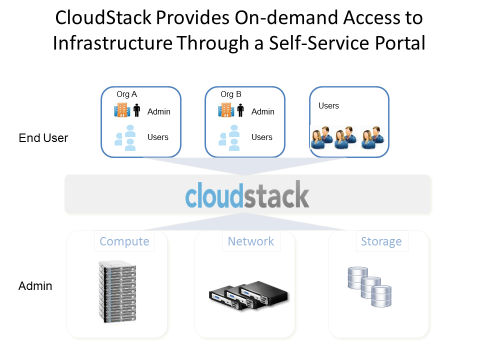 CloudStack Provides On-demand Access to
Infrastructure Through a Self-Service Portal
Org A
Admin
Users
Org B
Admin
Users
Users
End User
cloudstack
Compute
Network
Storage
Admin